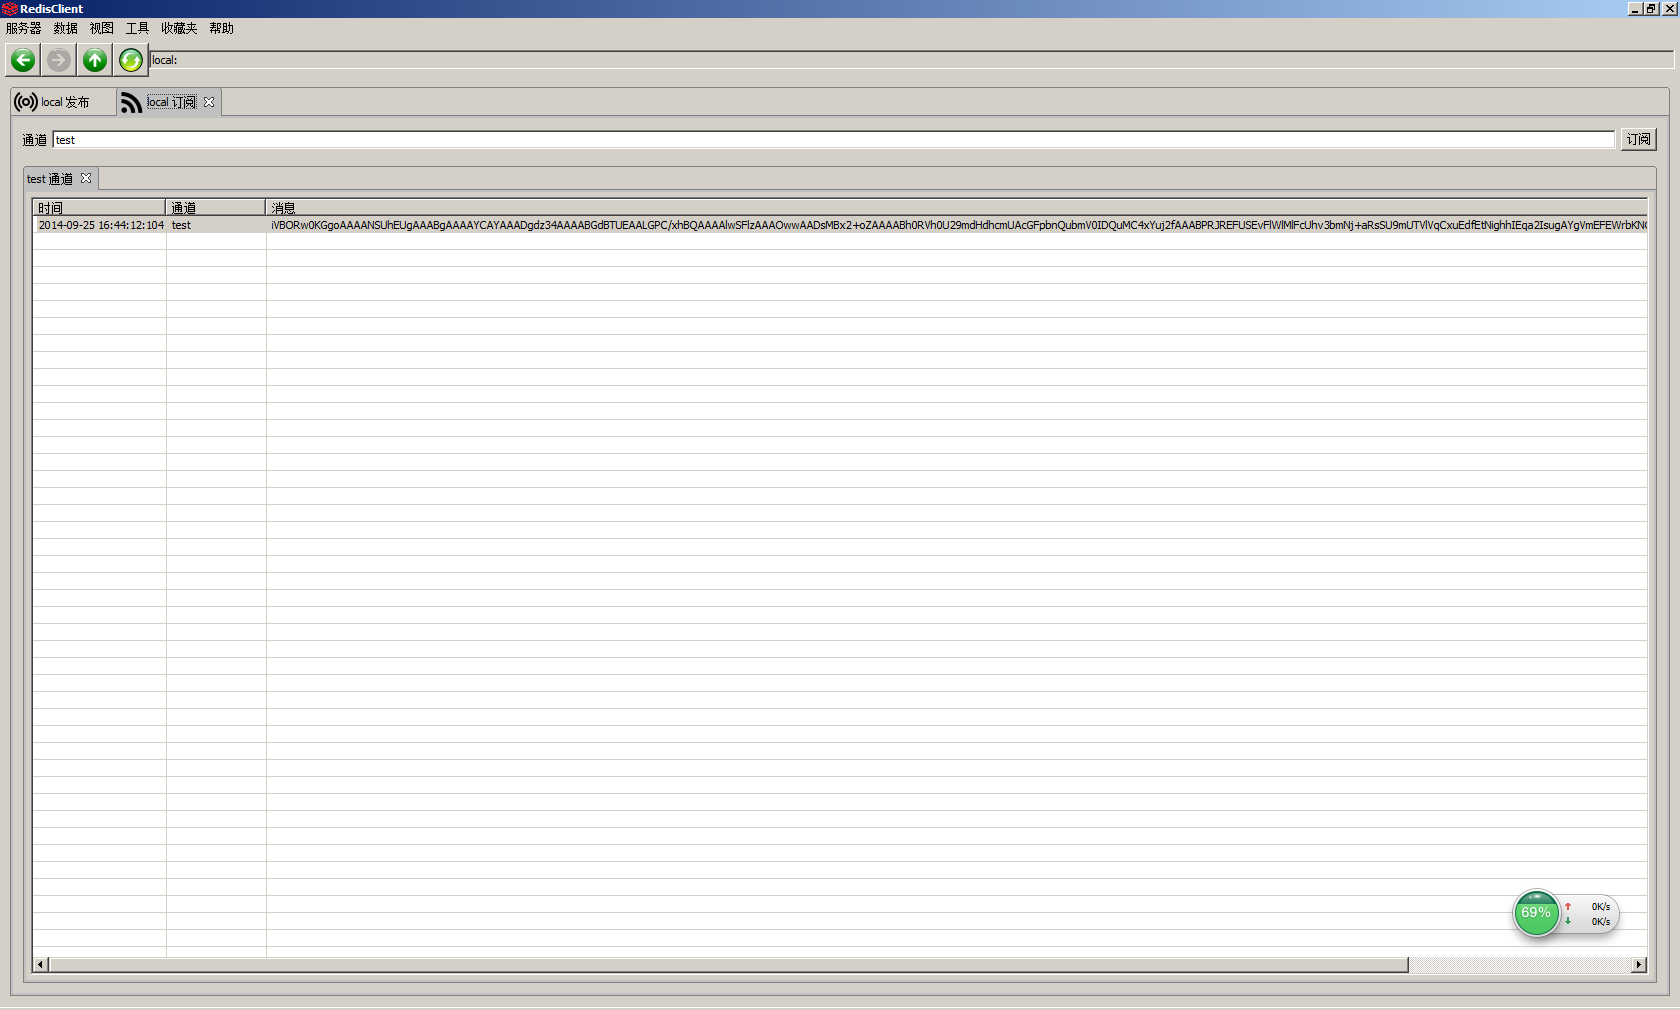 RedisClient
服务器 数据 视图 工具 收藏夹 帮助
local:
local 发布 local 订阅
通道 test 订阅
test 通道
时间 通道 消息
2014-09-25 16:44:12:104 test iVBORw0KGgoAAAANSUhEUgAAABgAAAAYCAYAAADgdz34AAAABGdBTUEAALGPC/xhBQAAAAlwSFlzAAAOwwAADsMBx2+oZAAAABh0RVh0U29mdHdhcmUAcGFpbnQubmV0IDQuMC4xYuj2fAAABPRJREFUSEvFlWlMlFcUhv3bmNj+aRsSU9mUTVlVqCxuEdfEtNighhIEqa2IsugAYgVmEFEWrbKN
69% 0K/s
0K/s